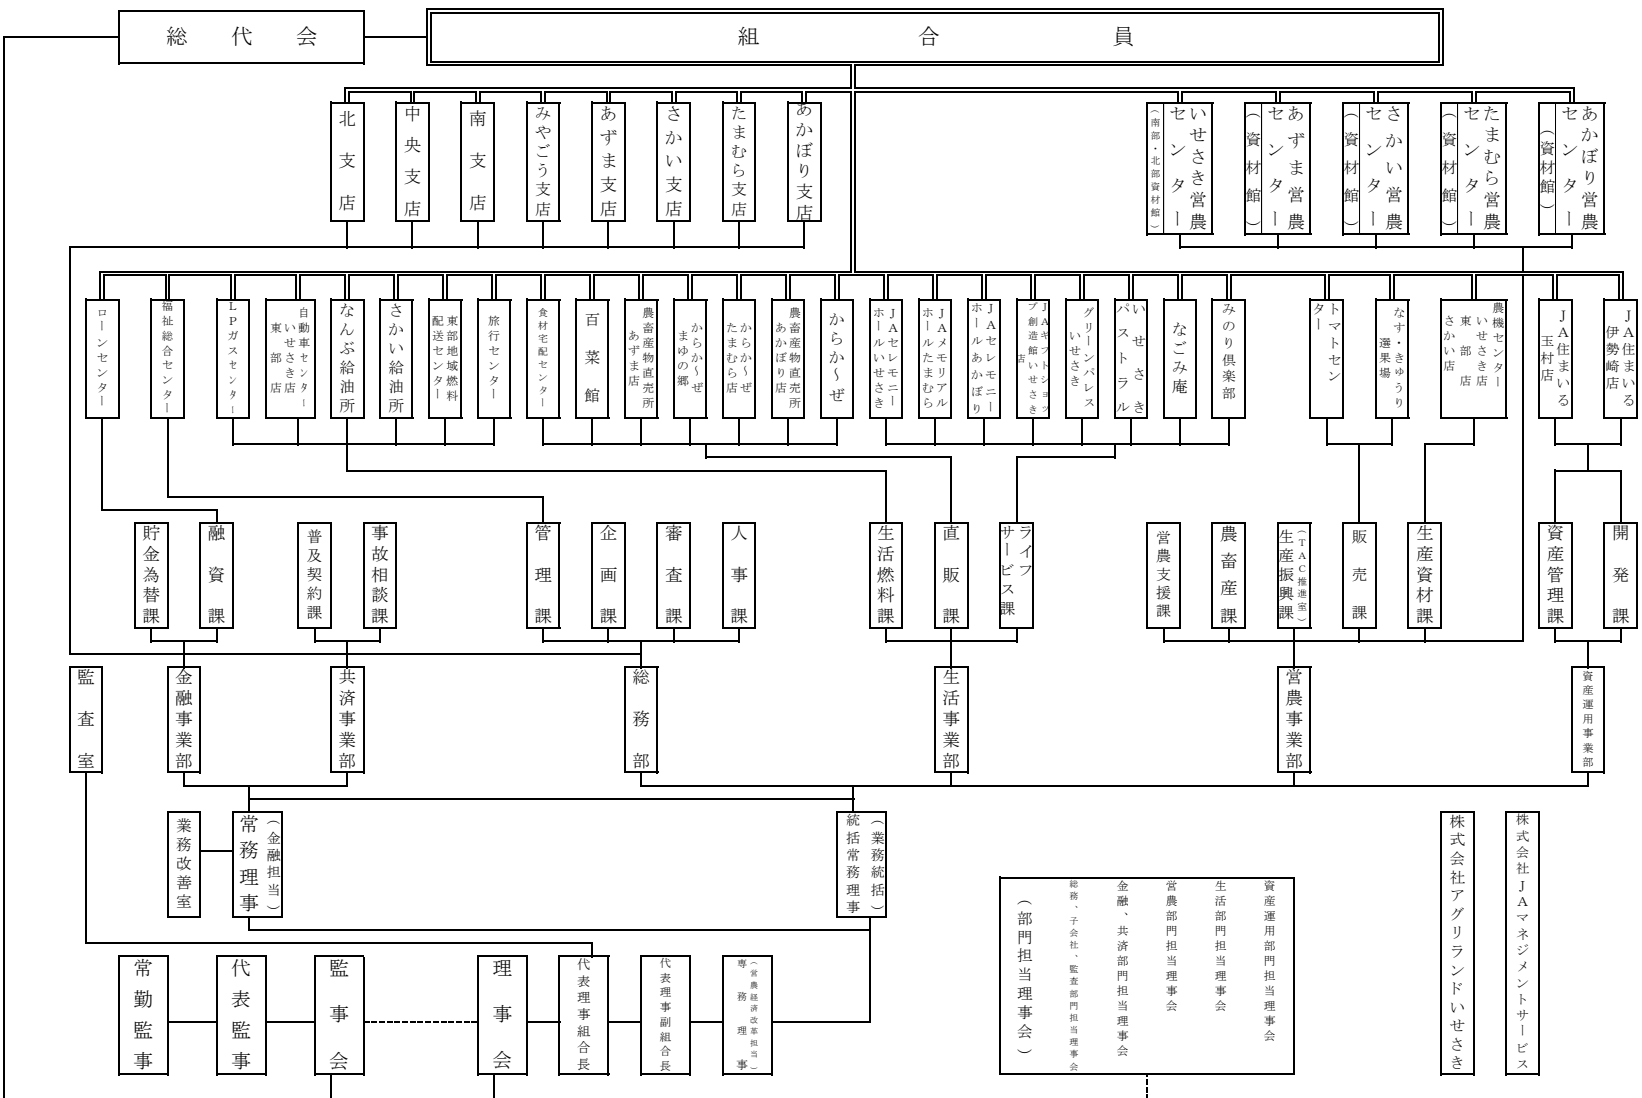 総代会
組合員
北支店
中央支店
南支店
みやごう支店
あずま支店
さかい支店
たまむら支店
あかぼり支店
いせさき営農
センター
（南部・北部資材館）
あずま営農
センター
（資材館）
さかい営農
センター
（資材館）
たまむら営農
センター
（資材館）
あかぼり営農
センター
（資材館）
ローンセンター
福祉総合センター
LPガスセンター
自動車センター
いせさき店
東部店
なんぶ給油所
さかい給油所
東部地域燃料
配送センター
旅行センター
食材宅配センター
百菜館
農畜産物直売所
あずま店
からか～ぜ
まゆの郷
からか～ぜ
たまむら店
農畜産物直売所
あかぼり店
からか～ぜ
JAセレモニー
ホールいせさき
JAメモリアル
ホールたまむら
JAセレモニー
ホールあかぼり
JAギフトショッ
プ創造館いせさき
店
グリーンパレス
いせさき
いせさき
パストラル
なごみ庵
みのり倶楽部
トマトセン
ター
なす・きゅうり
選果場
農機センター
いせさき店
東部店
さかい店
JA住まいる
玉村店
JA住まいる
伊勢崎店
貯金為替課
融資課
普及契約課
事故相談課
管理課
企画課
審査課
人事課
生活燃料課
直販課
ライフ
サービス課
営農支援課
農畜産課
（TAC推進室）
生産振興課
販売課
生産資材課
資産管理課
開発課
監査室
金融事業部
共済事業部
総務部
生活事業部
営農事業部
資産運用事業部
業務改善室
（金融担当）
常務理事
（業務統括）
統括常務理事
株式会社アグリランドいせさき
株式会社JAマネジメントサービス
資産運用部門担当理事会
生活部門担当理事会
営農部門担当理事会
金融、共済部門担当理事会
総務、子会社、監査部門担当理事会
（部門担当理事会）
常勤監事
代表監事
監事会
理事会
代表理事組合長
代表理事副組合長
（営農経済改革担当）
専務理事